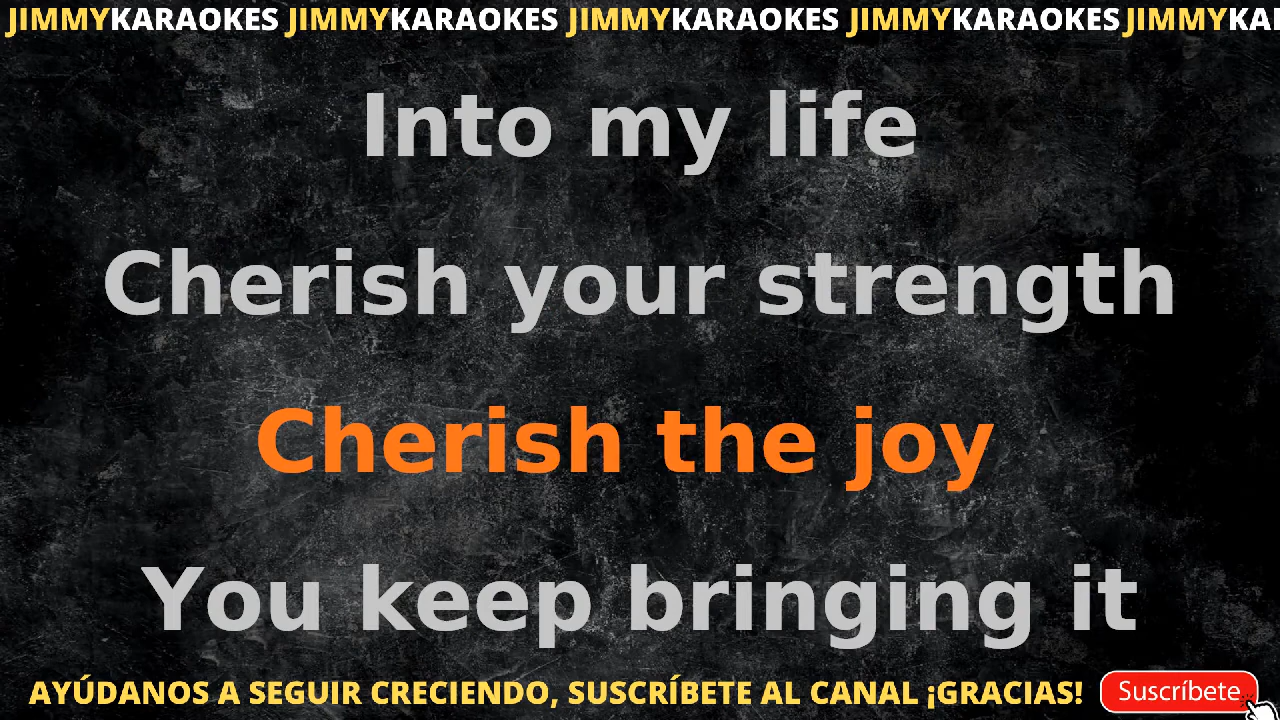 JIMMYKARAOKES JIMMYKARAOKES JIMMYKARAOKES JIMMYKARAOKES JIMMYKAI
Into my life
Cherish your strength
Cherish the joy
You keep bringing it
AYÚDANOS A SEGUIR CRECIENDO, SUSCRÍBETE AL CANAL ¡GRACIAS! Suscríbete